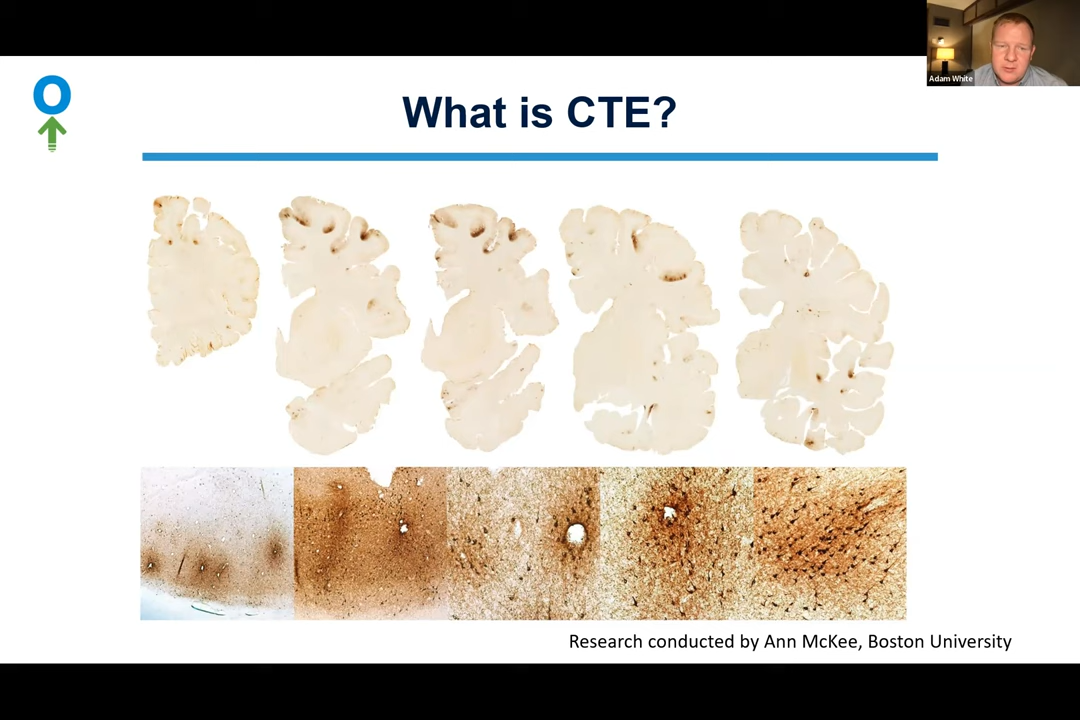 Adam White
What is CTE?
Research conducted by Ann McKee, Boston University